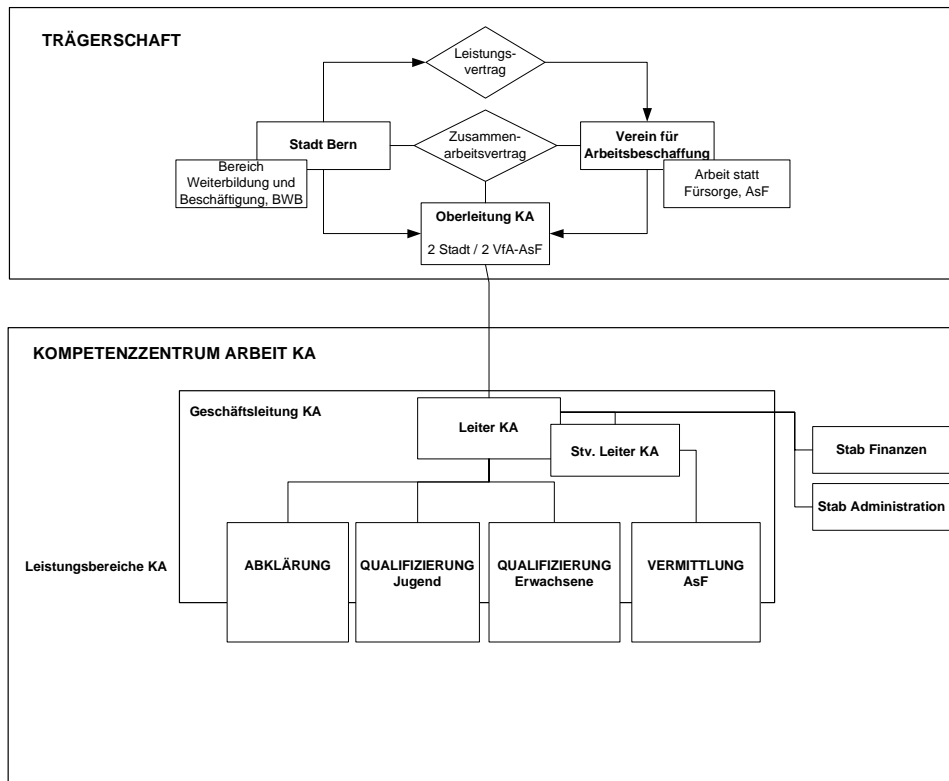 TRÄGERSCHAFT
Leistungs-
vertrag
Stadt Bern
Zusammen-
arbeitsvertrag
Verein für
Arbeitsbeschaffung
Bereich
Weiterbildung und
Beschäftigung, BWB
Arbeit statt
Fürsorge, AsF
Oberleitung KA
2 Stadt / 2 VfA-AsF
KOMPETENZZENTRUM ARBEIT KA
Geschäftsleitung KA
Leiter KA
Stv. Leiter KA
Stab Finanzen
Stab Administration
Leistungsbereiche KA
ABKLÄRUNG
QUALIFIZIERUNG
Jugend
QUALIFIZIERUNG
Erwachsene
VERMITTLUNG
AsF